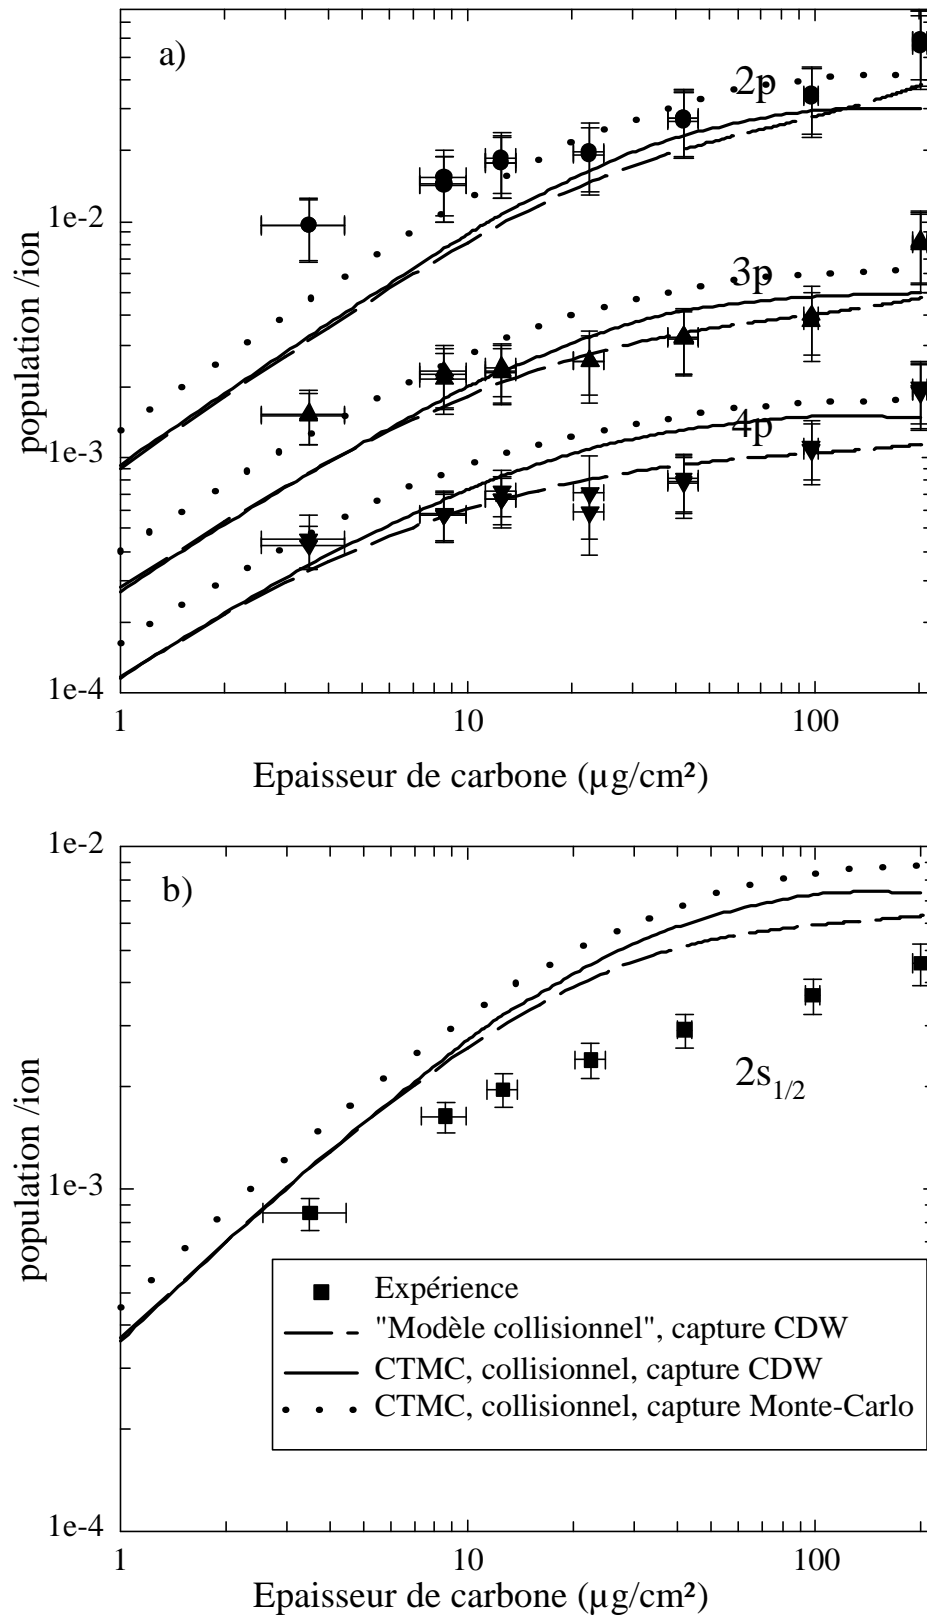 a)
2p
1e-2
3p
population /ion
1e-3
4p
1e-4
1 10 100
Epaisseur de carbone (µg/cm²)
1e-2
b)
population /ion
2s1/2
1e-3
Expérience
"Modèle collisionnel", capture CDW
CTMC, collisionnel, capture CDW
CTMC, collisionnel, capture Monte-Carlo
1e-4
1 10 100
Epaisseur de carbone (µg/cm²)